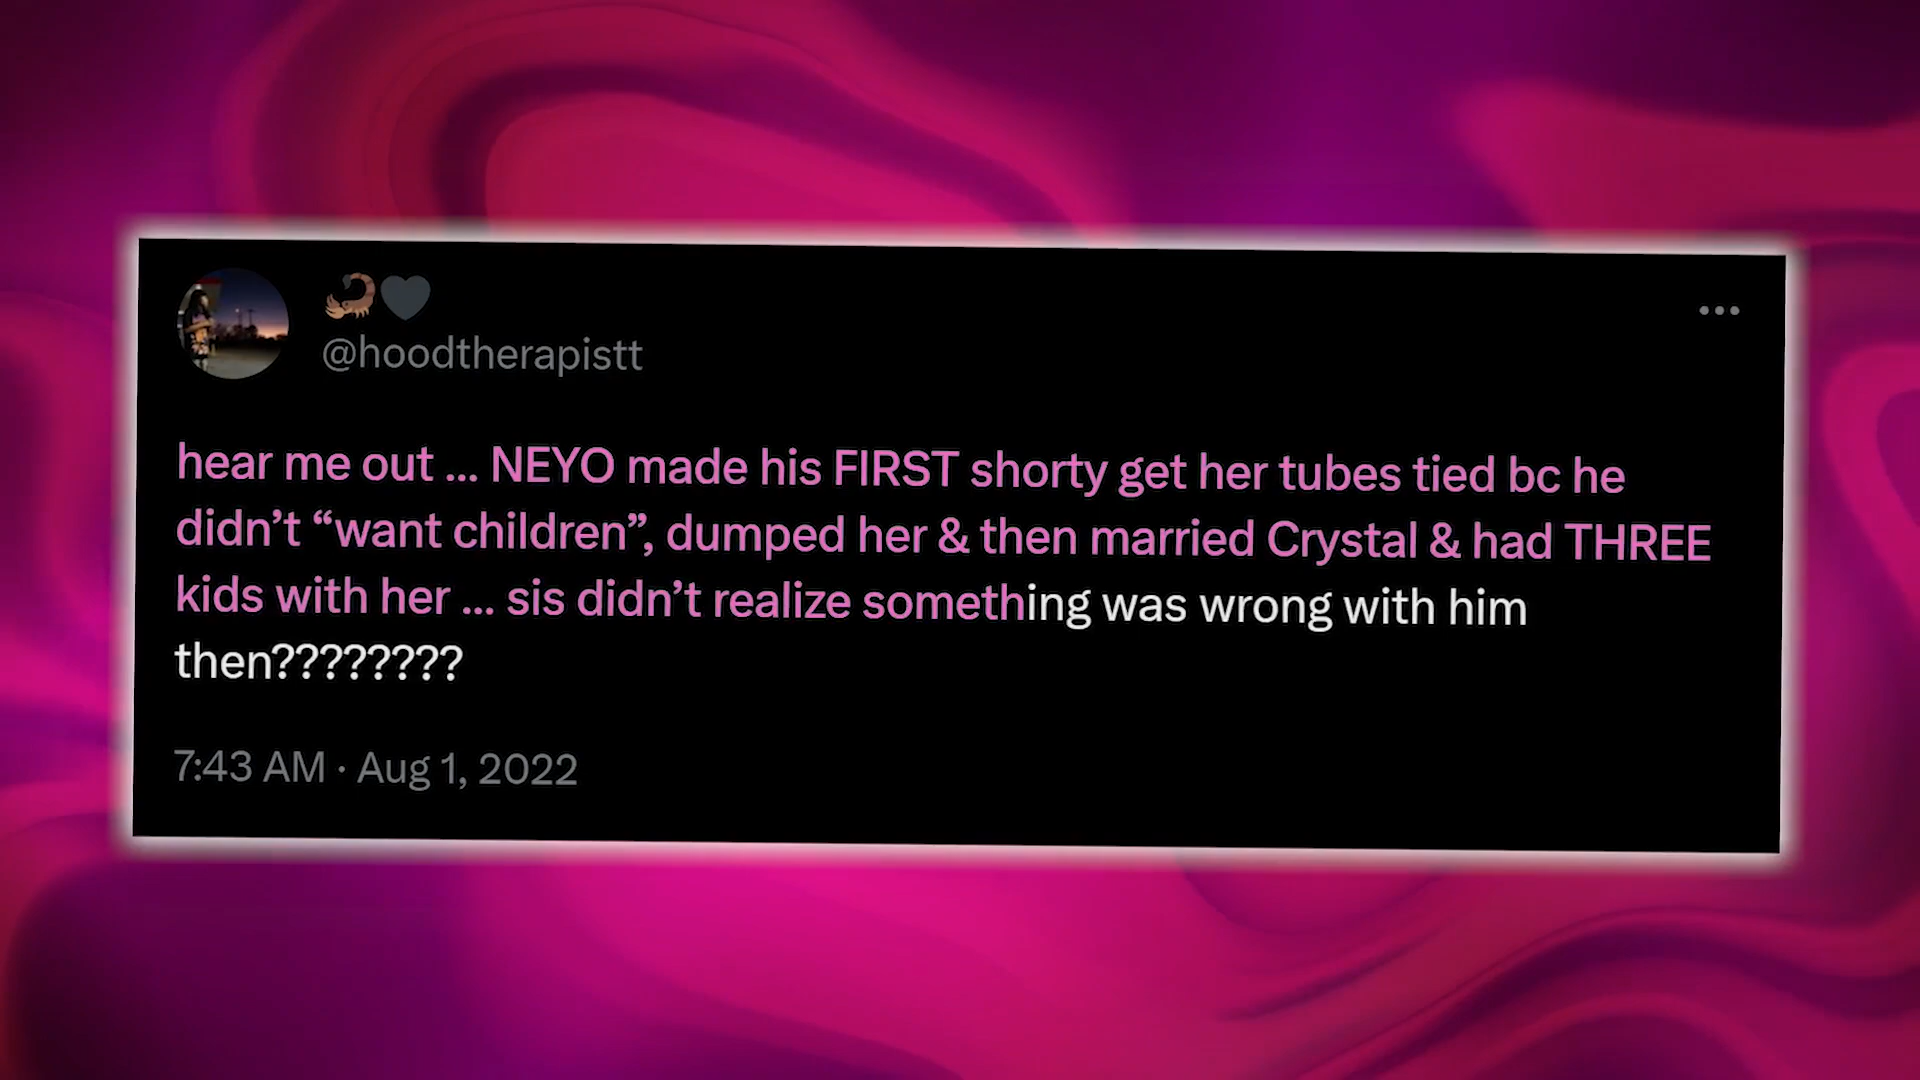 🦂🖤
@hoodtherapistt
hear me out ... NEYO made his FIRST shorty get her tubes tied bc he
didn’t “want children”, dumped her & then married Crystal & had THREE
kids with her ... sis didn’t realize something was wrong with him
then????????
7:43 AM · Aug 1, 2022